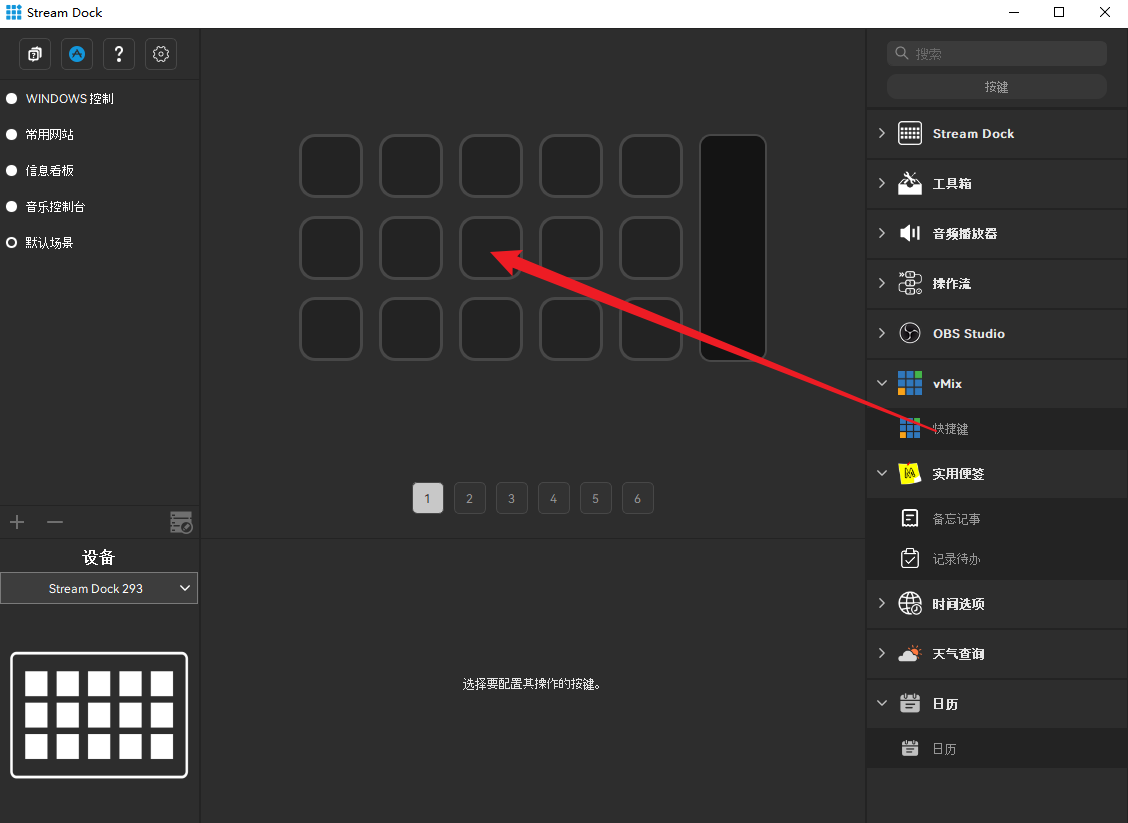 Stream Dock
?
WINDOWS 控制
常用网站
信息看板
音乐控制台
默认场景
设备
Stream Dock 293
1 2 3 4 5 6
选择要配置其操作的按键。
搜索
按键
Stream Dock
工具箱
音频播放器
操作流
OBS Studio
vMix
快捷键
实用便签
备忘记事
记录待办
时间选项
天气查询
日历
日历